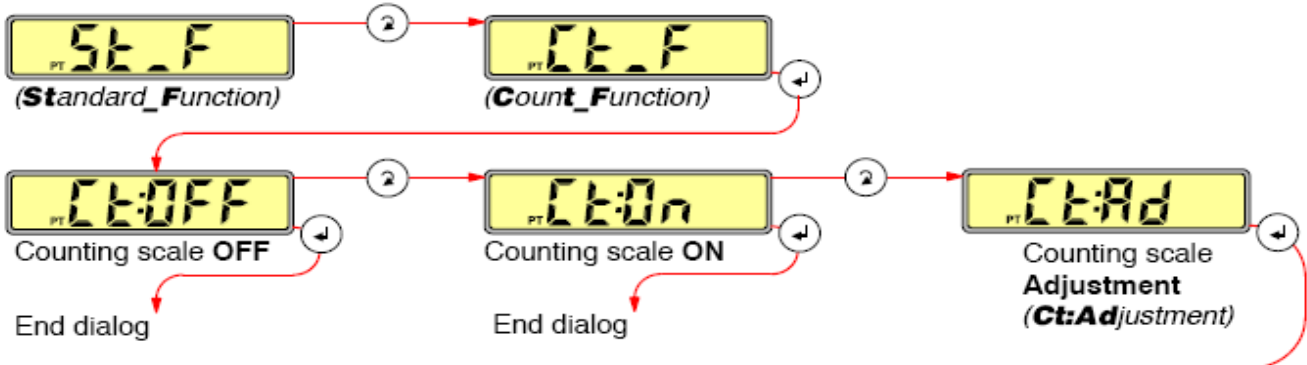 PT St_F PT Ct_F
(Standard_Function) (Count_Function)
PT Ct:OFF PT Ct:On PT Ct:Ad
Counting scale OFF Counting scale ON Counting scale
Adjustment
(Ct:Adjustment)
End dialog End dialog